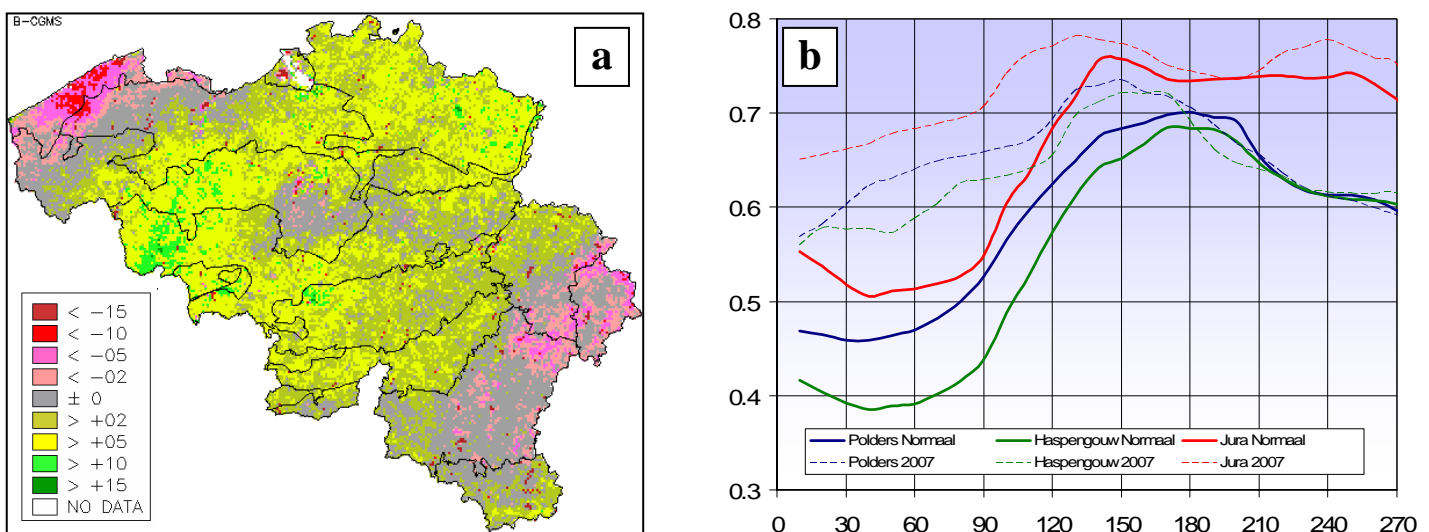 B-CGMS
a
< -15
< -10
< -05
< -02
± 0
> +02
> +05
> +10
> +15
NO DATA
b
0.8
0.7
0.6
0.5
0.4
0.3
Polders Normaal
Haspengouw Normaal
Jura Normaal
Polders 2007
Haspengouw 2007
Jura 2007
0 30 60 90 120 150 180 210 240 270